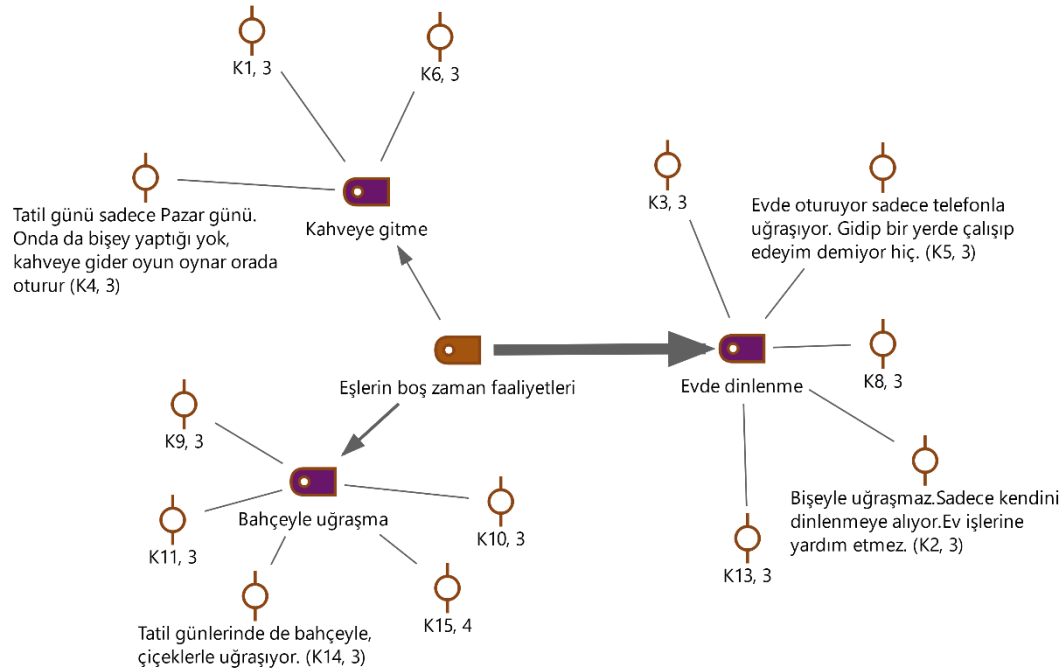 K1, 3
K6, 3
Tatil günü sadece Pazar günü.
Onda da bişey yaptığı yok,
kahveye gider oyun oynar orada
oturur (K4, 3)
Kahveye gitme
K3, 3
Evde oturuyor sadece telefonla
uğraşıyor. Gidip bir yerde çalışıp
edeyim demiyor hiç. (K5, 3)
Eşlerin boş zaman faaliyetleri
Evde dinlenme
K8, 3
K9, 3
Bahçeyle uğraşma
K11, 3
K10, 3
Bişeyle uğraşmaz.Sadece kendini
dinlenmeye alıyor.Ev işlerine
yardım etmez. (K2, 3)
K13, 3
Tatil günlerinde de bahçeyle,
çiçeklerle uğraşıyor. (K14, 3)
K15, 4